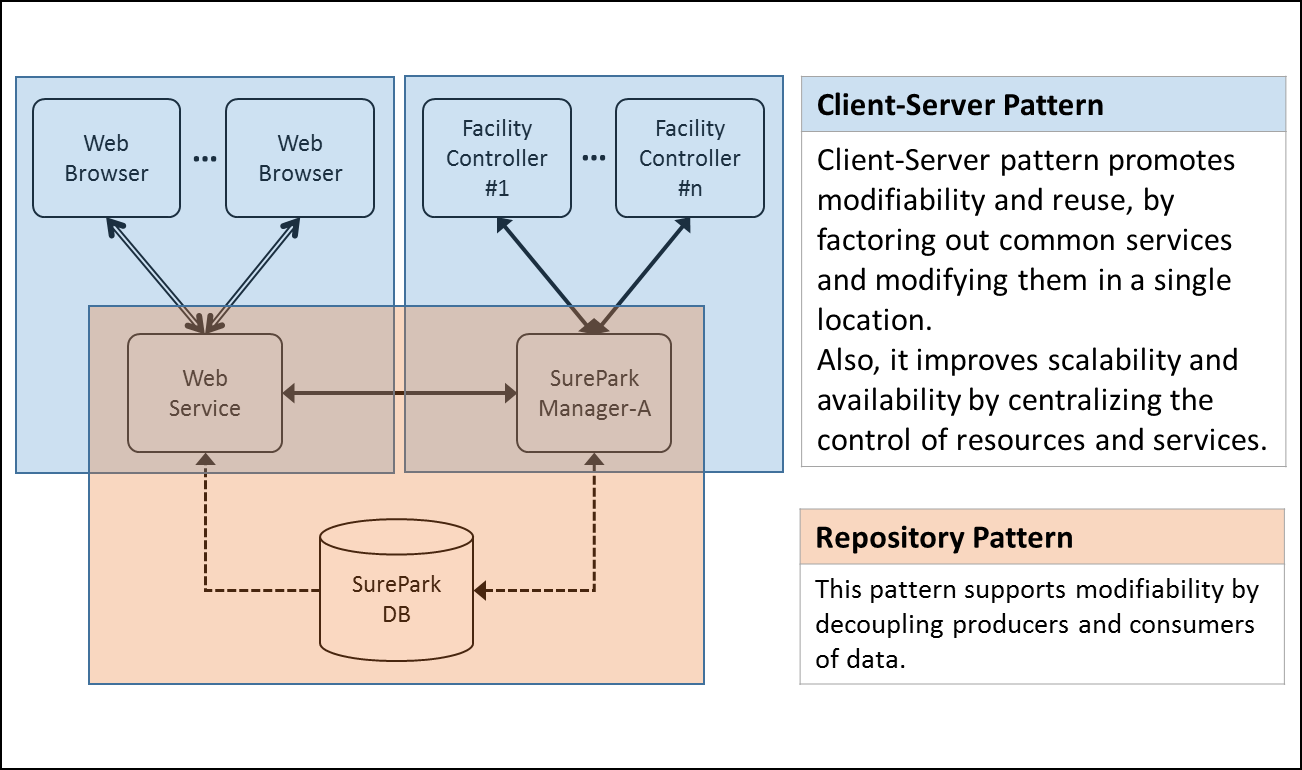 Web
Browser
...
Web
Browser
Facility
Controller
#1
...
Facility
Controller
#n
Web
Service
SurePark
Manager-A
SurePark
DB
Client-Server Pattern
Client-Server pattern promotes
modifiability and reuse, by
factoring out common services
and modifying them in a single
location.
Also, it improves scalability and
availability by centralizing the
control of resources and services.
Repository Pattern
This pattern supports modifiability by
decoupling producers and consumers
of data.